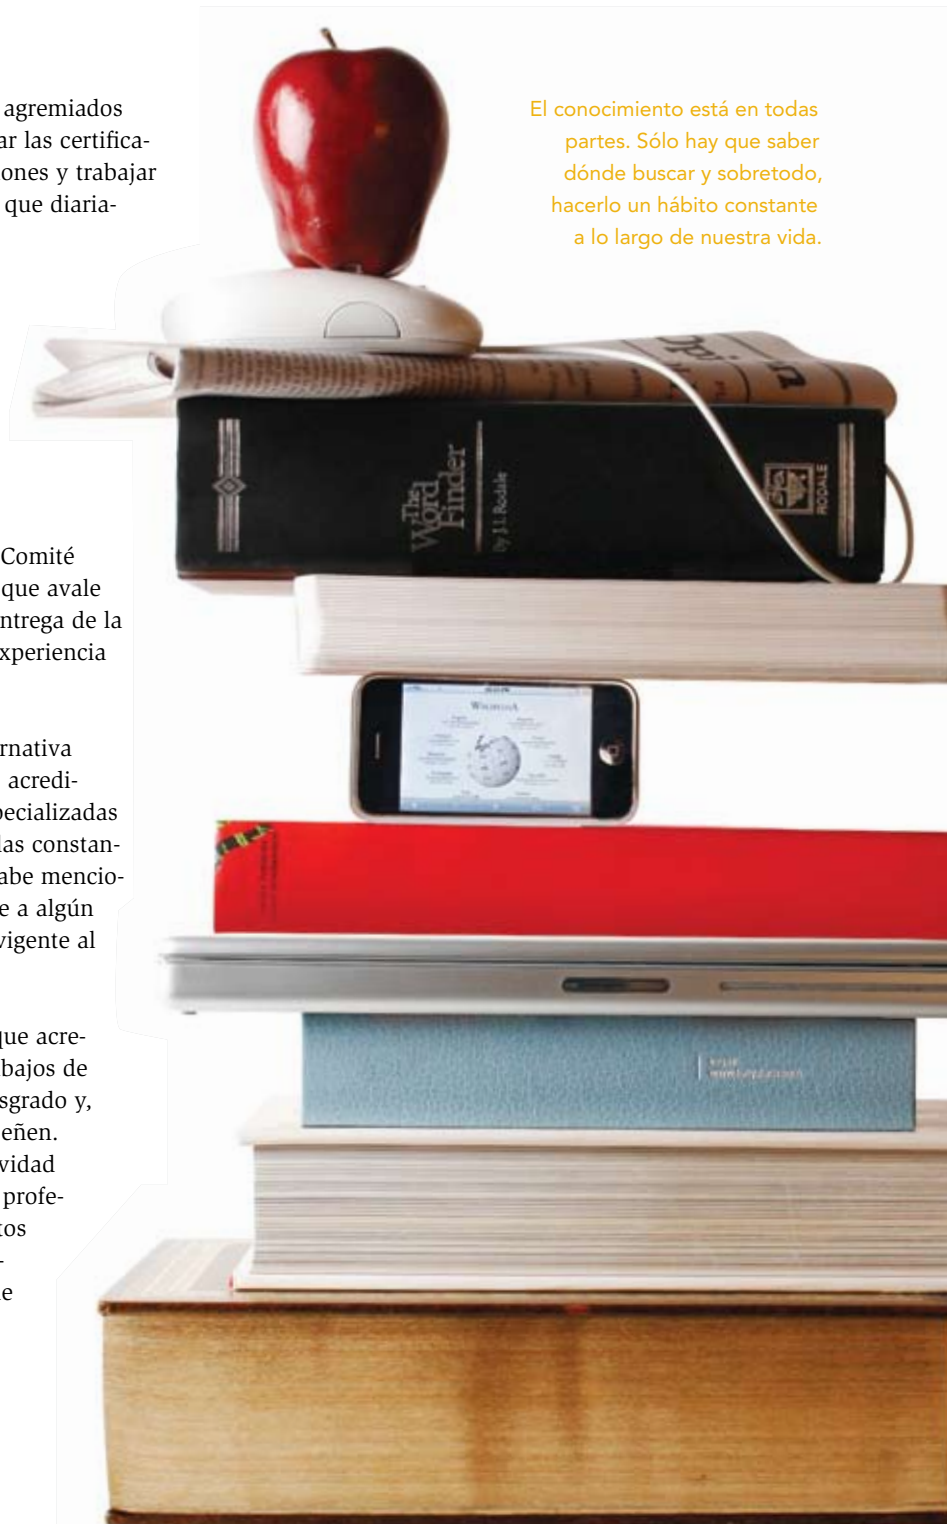 agremiados
ar las certifica-
ones y trabajar
que diaria-
El conocimiento está en todas
partes. Sólo hay que saber
dónde buscar y sobretodo,
hacerlo un hábito constante
a lo largo de nuestra vida.
The
Word
Finder
by J. I. Rodale
RODALE
Comité
que avale
ntrega de la
xperiencia
WIKIPEDIA
rnativa
acredi-
pecializadas
las constan-
abe mencio-
e a algún
vigente al
que acre-
bajos de
sgrado y,
eñen.
vidad
profe-
tos
-
e